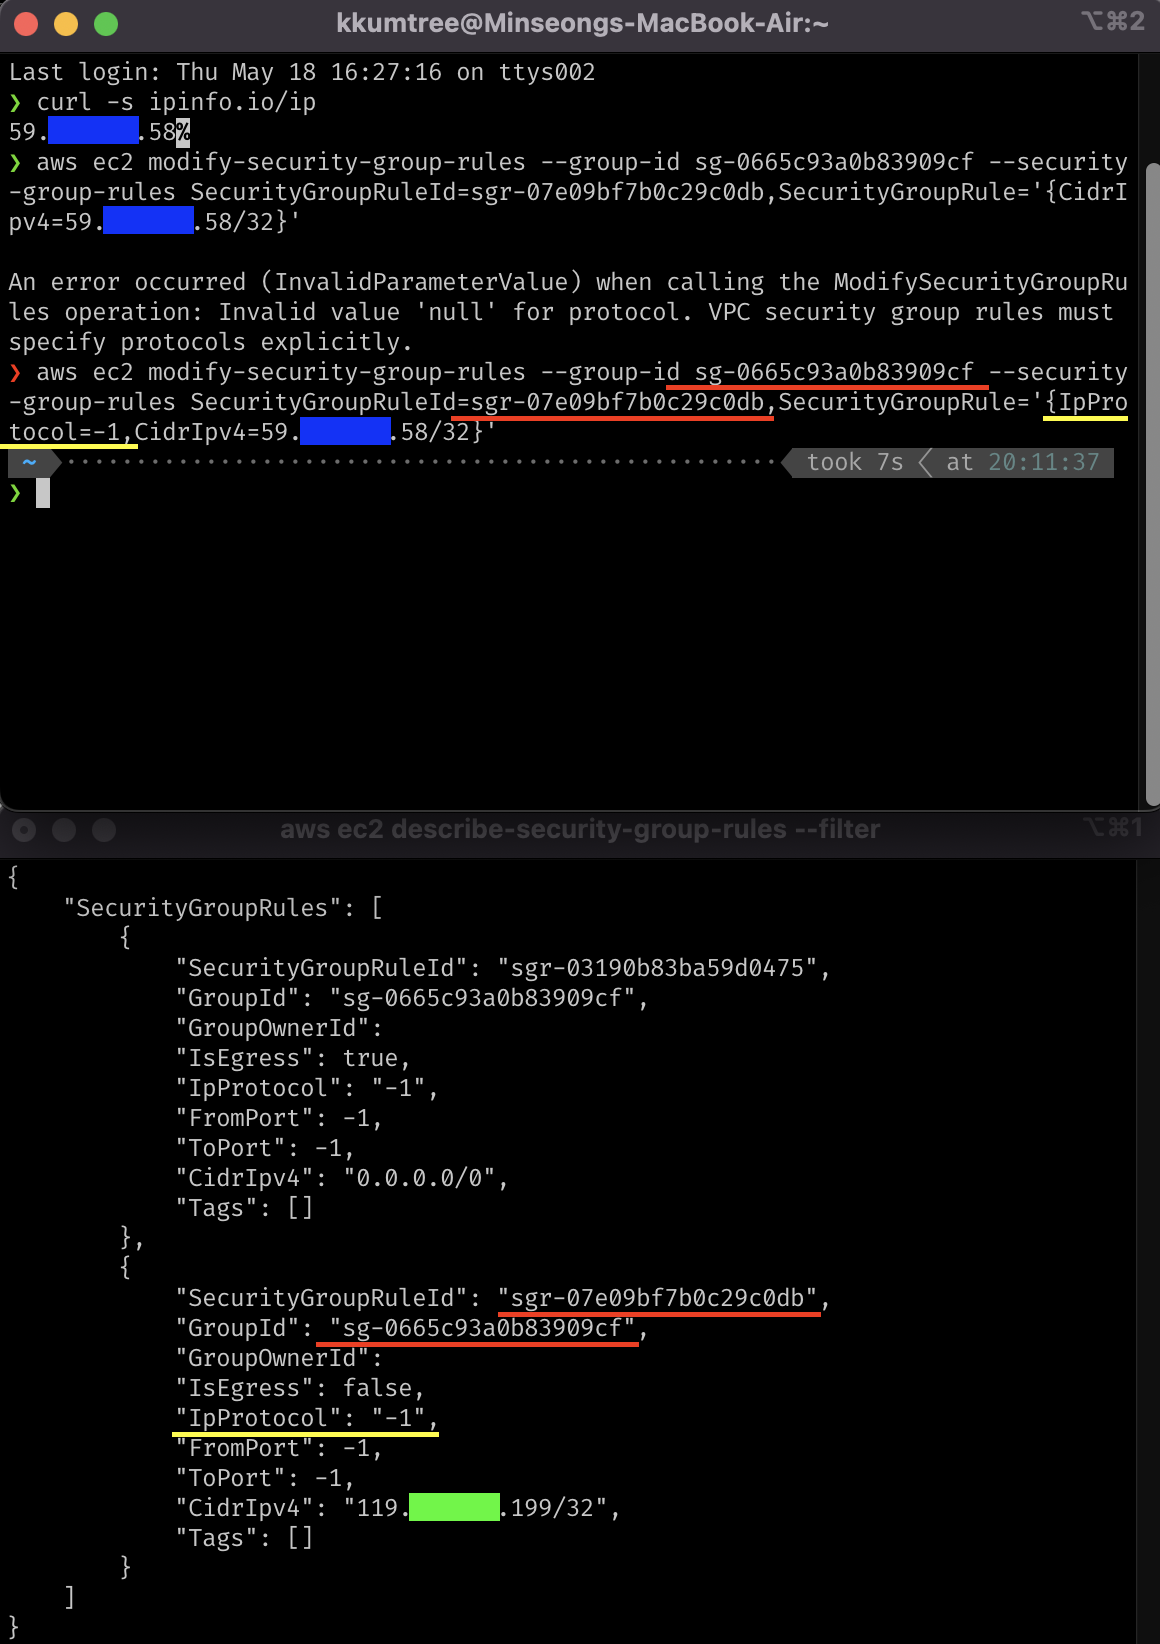 kkumtree@Minseongs-MacBook-Air:~ ⌥⌘2
Last login: Thu May 18 16:27:16 on ttys002
❯ curl -s ipinfo.io/ip
59. .58%
❯ aws ec2 modify-security-group-rules --group-id sg-0665c93a0b83909cf --security
-group-rules SecurityGroupRuleId=sgr-07e09bf7b0c29c0db,SecurityGroupRule='{CidrI
pv4=59. .58/32}'
An error occurred (InvalidParameterValue) when calling the ModifySecurityGroupRu
les operation: Invalid value 'null' for protocol. VPC security group rules must
specify protocols explicitly.
❯ aws ec2 modify-security-group-rules --group-id sg-0665c93a0b83909cf --security
-group-rules SecurityGroupRuleId=sgr-07e09bf7b0c29c0db,SecurityGroupRule='{IpPro
tocol=-1,CidrIpv4=59. .58/32}'
~ took 7s at 20:11:37
❯
aws ec2 describe-security-group-rules --filter ⌥⌘1
{
"SecurityGroupRules": [
{
"SecurityGroupRuleId": "sgr-03190b83ba59d0475",
"GroupId": "sg-0665c93a0b83909cf",
"GroupOwnerId":
"IsEgress": true,
"IpProtocol": "-1",
"FromPort": -1,
"ToPort": -1,
"CidrIpv4": "0.0.0.0/0",
"Tags": []
},
{
"SecurityGroupRuleId": "sgr-07e09bf7b0c29c0db",
"GroupId": "sg-0665c93a0b83909cf",
"GroupOwnerId":
"IsEgress": false,
"IpProtocol": "-1",
"FromPort": -1,
"ToPort": -1,
"CidrIpv4": "119. .199/32",
"Tags": []
}
]
}